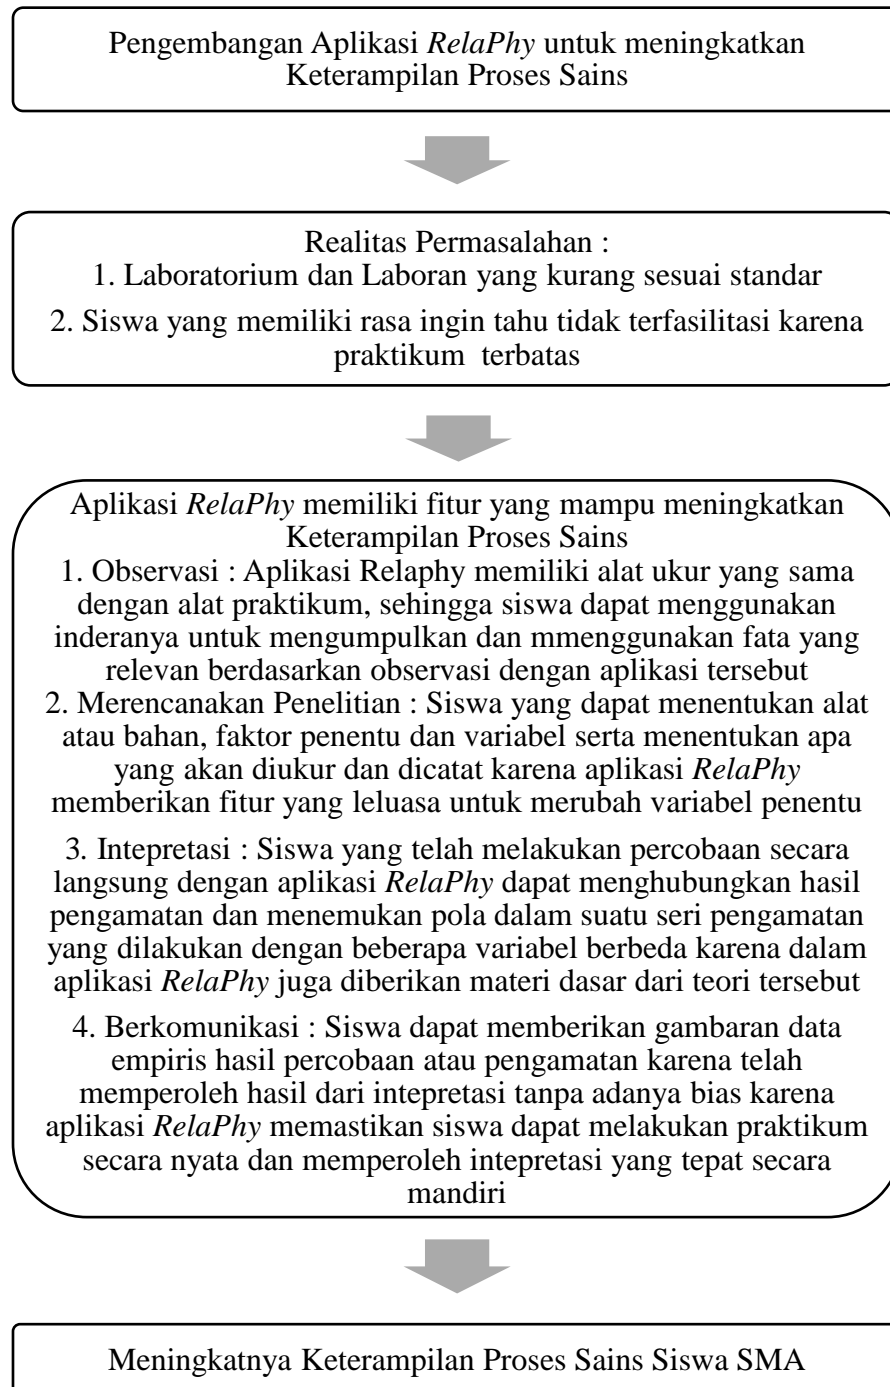 Pengembangan Aplikasi RelaPhy untuk meningkatkan
Keterampilan Proses Sains
Realitas Permasalahan :
1. Laboratorium dan Laboran yang kurang sesuai standar
2. Siswa yang memiliki rasa ingin tahu tidak terfasilitasi karena
praktikum terbatas
Aplikasi RelaPhy memiliki fitur yang mampu meningkatkan
Keterampilan Proses Sains
1. Observasi : Aplikasi Relaphy memiliki alat ukur yang sama
dengan alat praktikum, sehingga siswa dapat menggunakan
inderanya untuk mengumpulkan dan mmenggunakan fata yang
relevan berdasarkan observasi dengan aplikasi tersebut
2. Merencanakan Penelitian : Siswa yang dapat menentukan alat
atau bahan, faktor penentu dan variabel serta menentukan apa
yang akan diukur dan dicatat karena aplikasi RelaPhy
memberikan fitur yang leluasa untuk merubah variabel penentu
3. Intepretasi : Siswa yang telah melakukan percobaan secara
langsung dengan aplikasi RelaPhy dapat menghubungkan hasil
pengamatan dan menemukan pola dalam suatu seri pengamatan
yang dilakukan dengan beberapa variabel berbeda karena dalam
aplikasi RelaPhy juga diberikan materi dasar dari teori tersebut
4. Berkomunikasi : Siswa dapat memberikan gambaran data
empiris hasil percobaan atau pengamatan karena telah
memperoleh hasil dari intepretasi tanpa adanya bias karena
aplikasi RelaPhy memastikan siswa dapat melakukan praktikum
secara nyata dan memperoleh intepretasi yang tepat secara
mandiri
Meningkatnya Keterampilan Proses Sains Siswa SMA